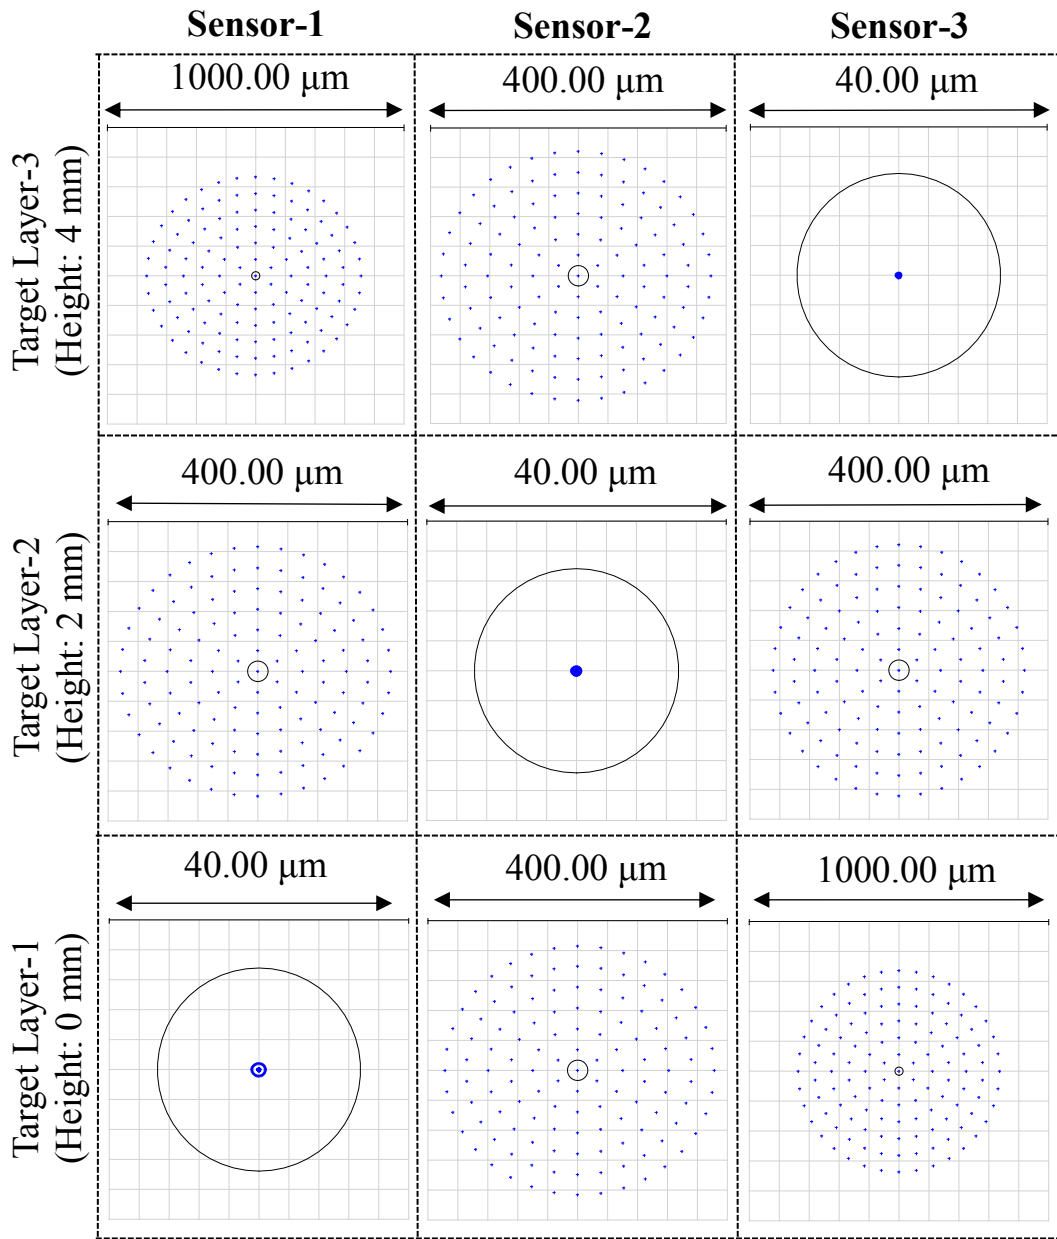 Sensor-1
Sensor-2
Sensor-3
Target Layer-3
(Height: 4 mm)
1000.00 μm
400.00 μm
40.00 μm
Target Layer-2
(Height: 2 mm)
400.00 μm
40.00 μm
400.00 μm
Target Layer-1
(Height: 0 mm)
40.00 μm
400.00 μm
1000.00 μm